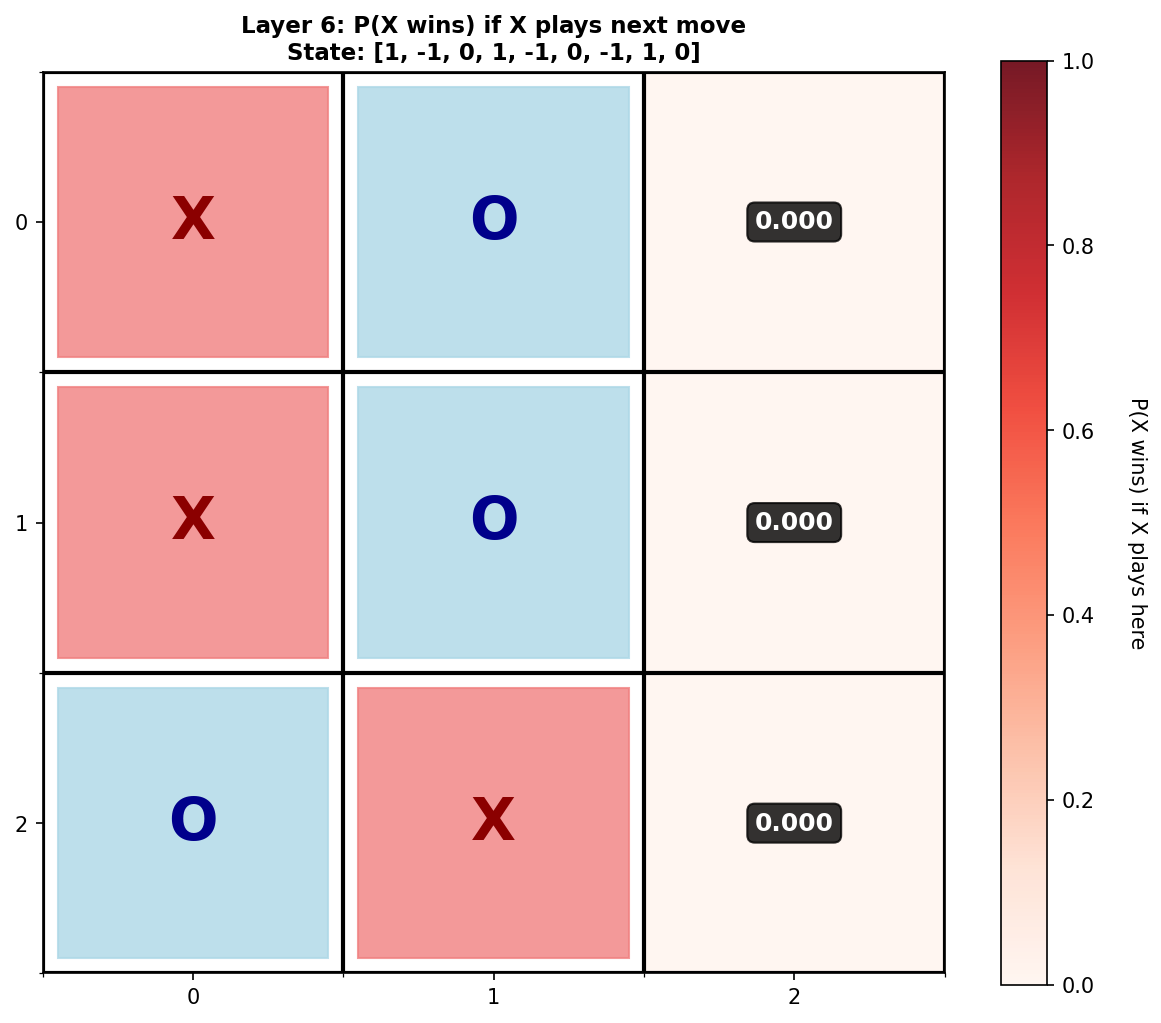 Layer 6: P(X wins) if X plays next move
State: [1, -1, 0, 1, -1, 0, -1, 1, 0]
X
O
0.000
X
O
0.000
O
X
0.000
0
1
2
0
1
2
1.0
0.8
0.6
0.4
0.2
0.0
P(X wins) if X plays here